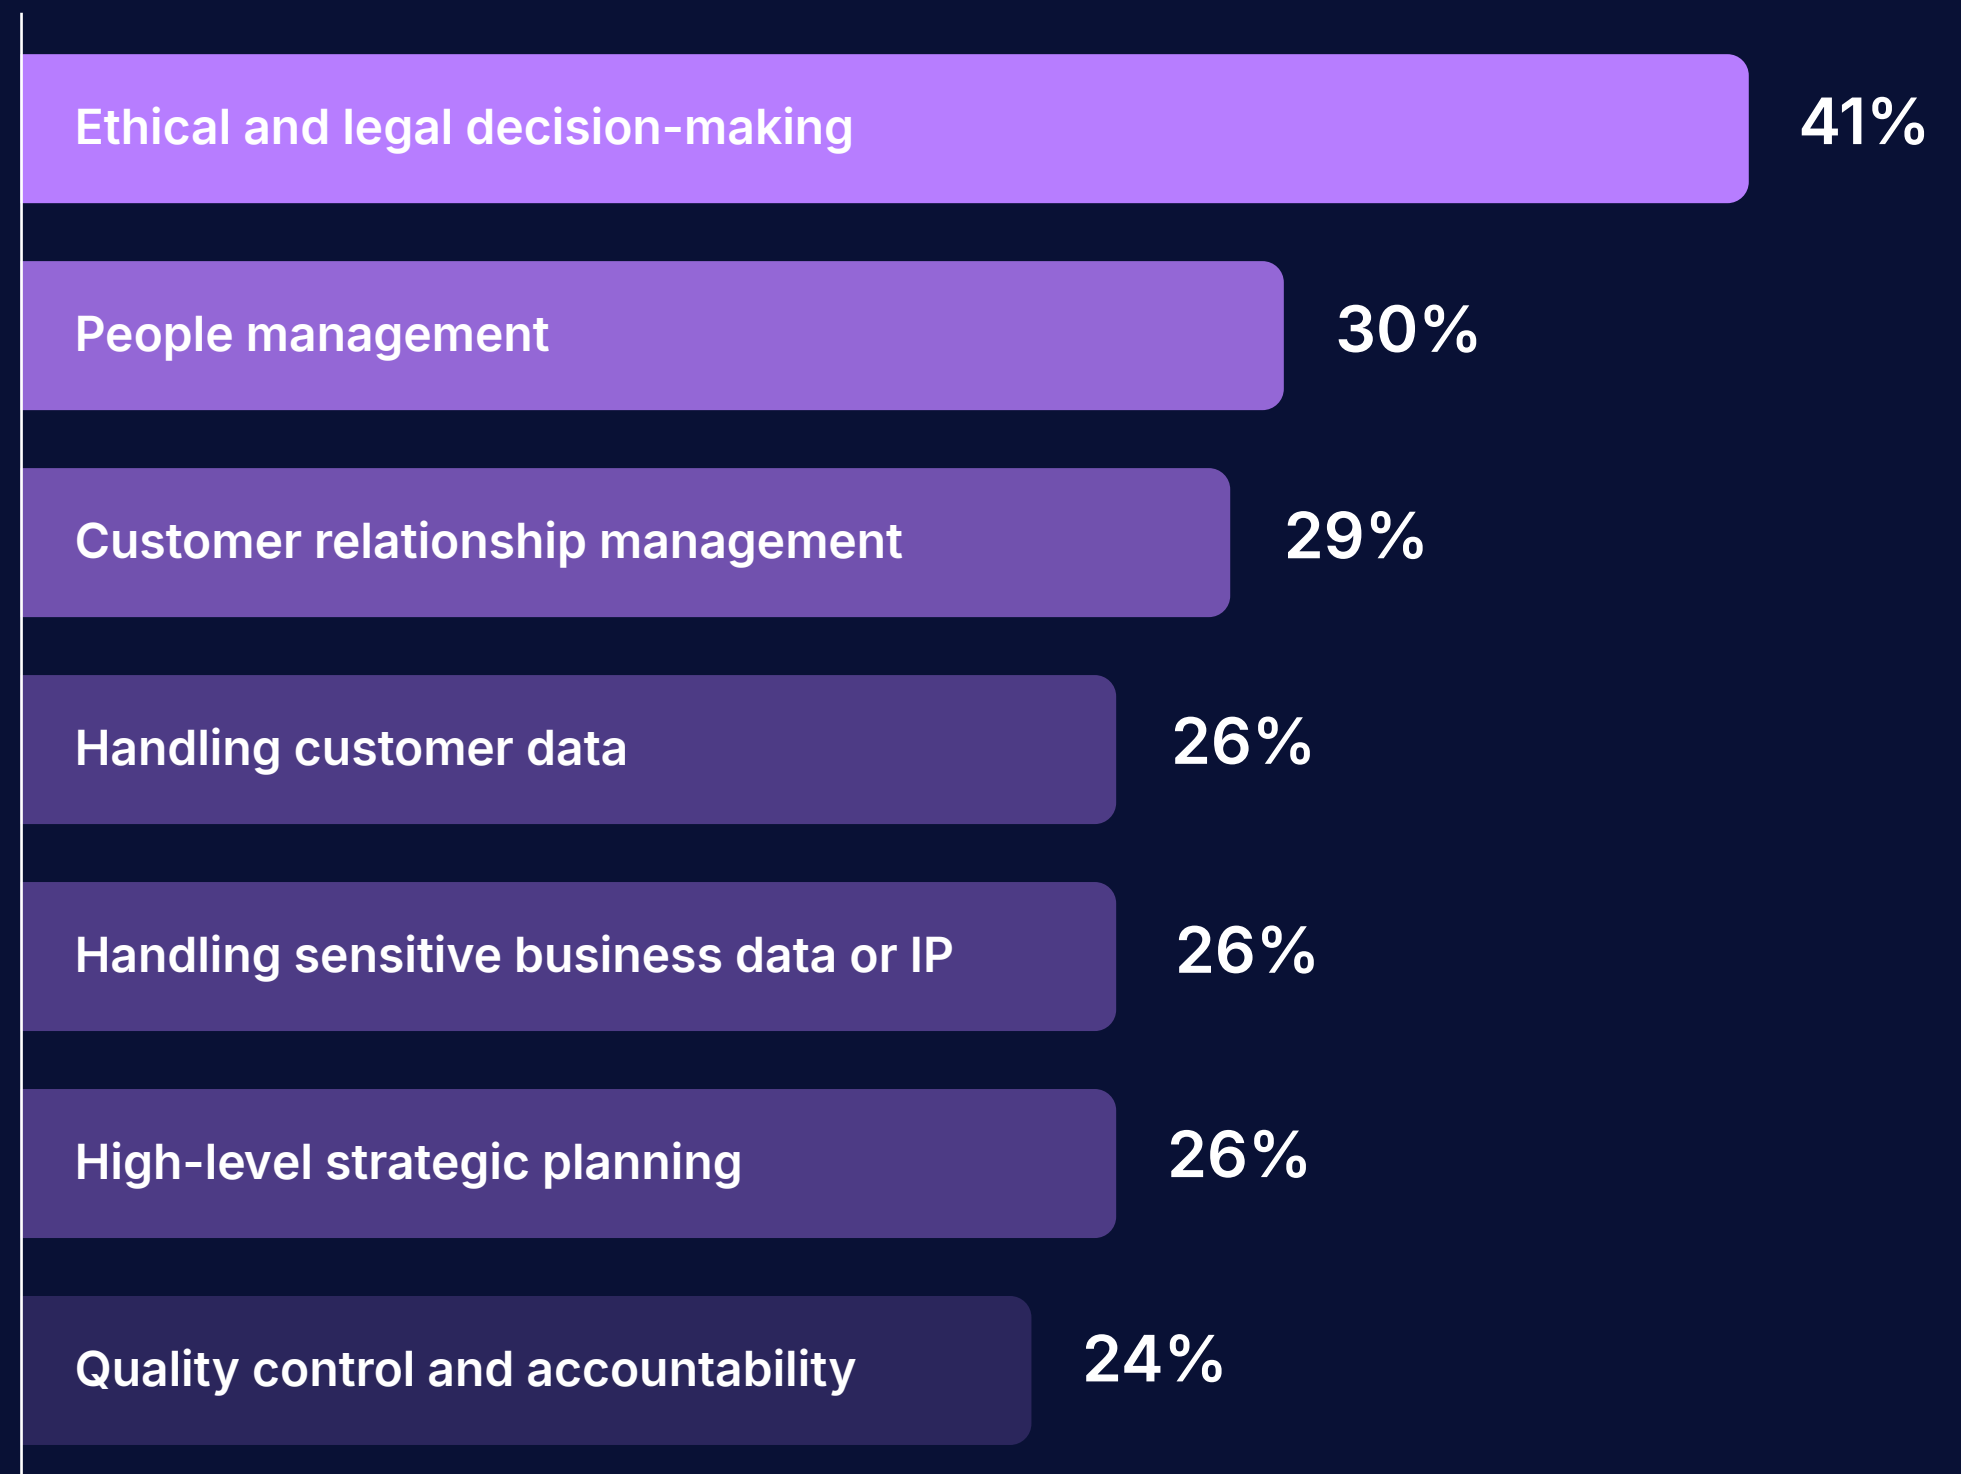 Ethical and legal decision-making 41%
People management 30%
Customer relationship management 29%
Handling customer data 26%
Handling sensitive business data or IP 26%
High-level strategic planning 26%
Quality control and accountability 24%